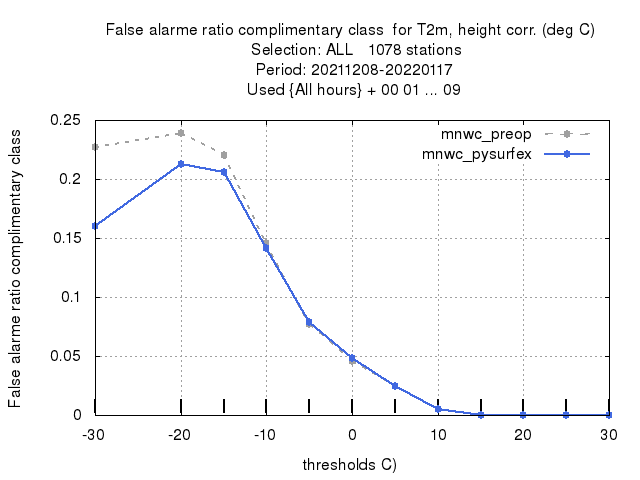 False alarme ratio complimentary class  for T2m, height corr. (deg C)
Selection: ALL   1078 stations
Period: 20211208-20220117
Used {All hours} + 00 01 ... 09
False alarme ratio complimentary class
0.25
0.2
0.15
0.1
0.05
0
mnwc_preop
mnwc_pysurfex
-30 -20 -10 0 10 20 30
thresholds C)